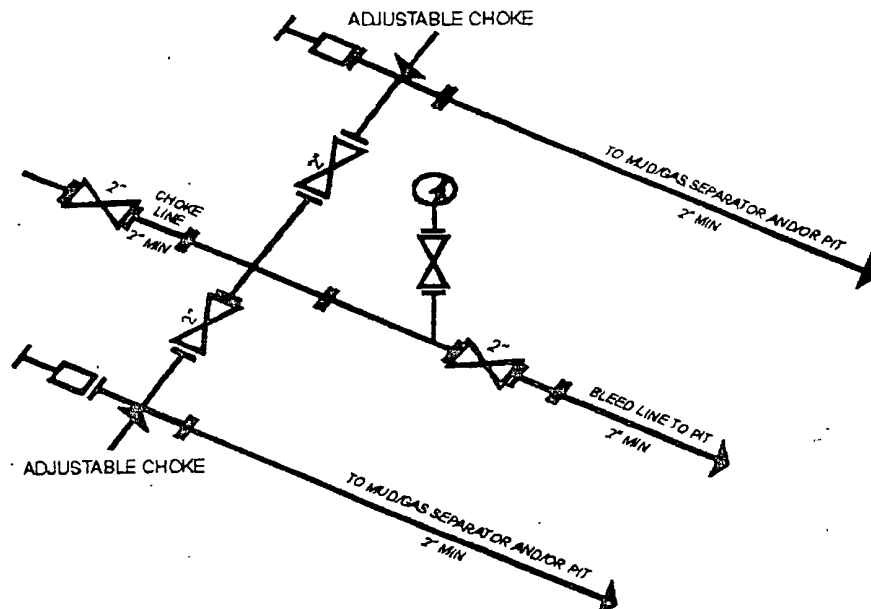 ADJUSTABLE CHOKE
TO MUD/GAS SEPARATOR AND/OR PIT
2" MIN
2"
2"
CHOKE
LINE
2" MIN
2"
2"
BLEED LINE TO PIT
2" MIN
ADJUSTABLE CHOKE
TO MUD/GAS SEPARATOR AND/OR PIT
2" MIN